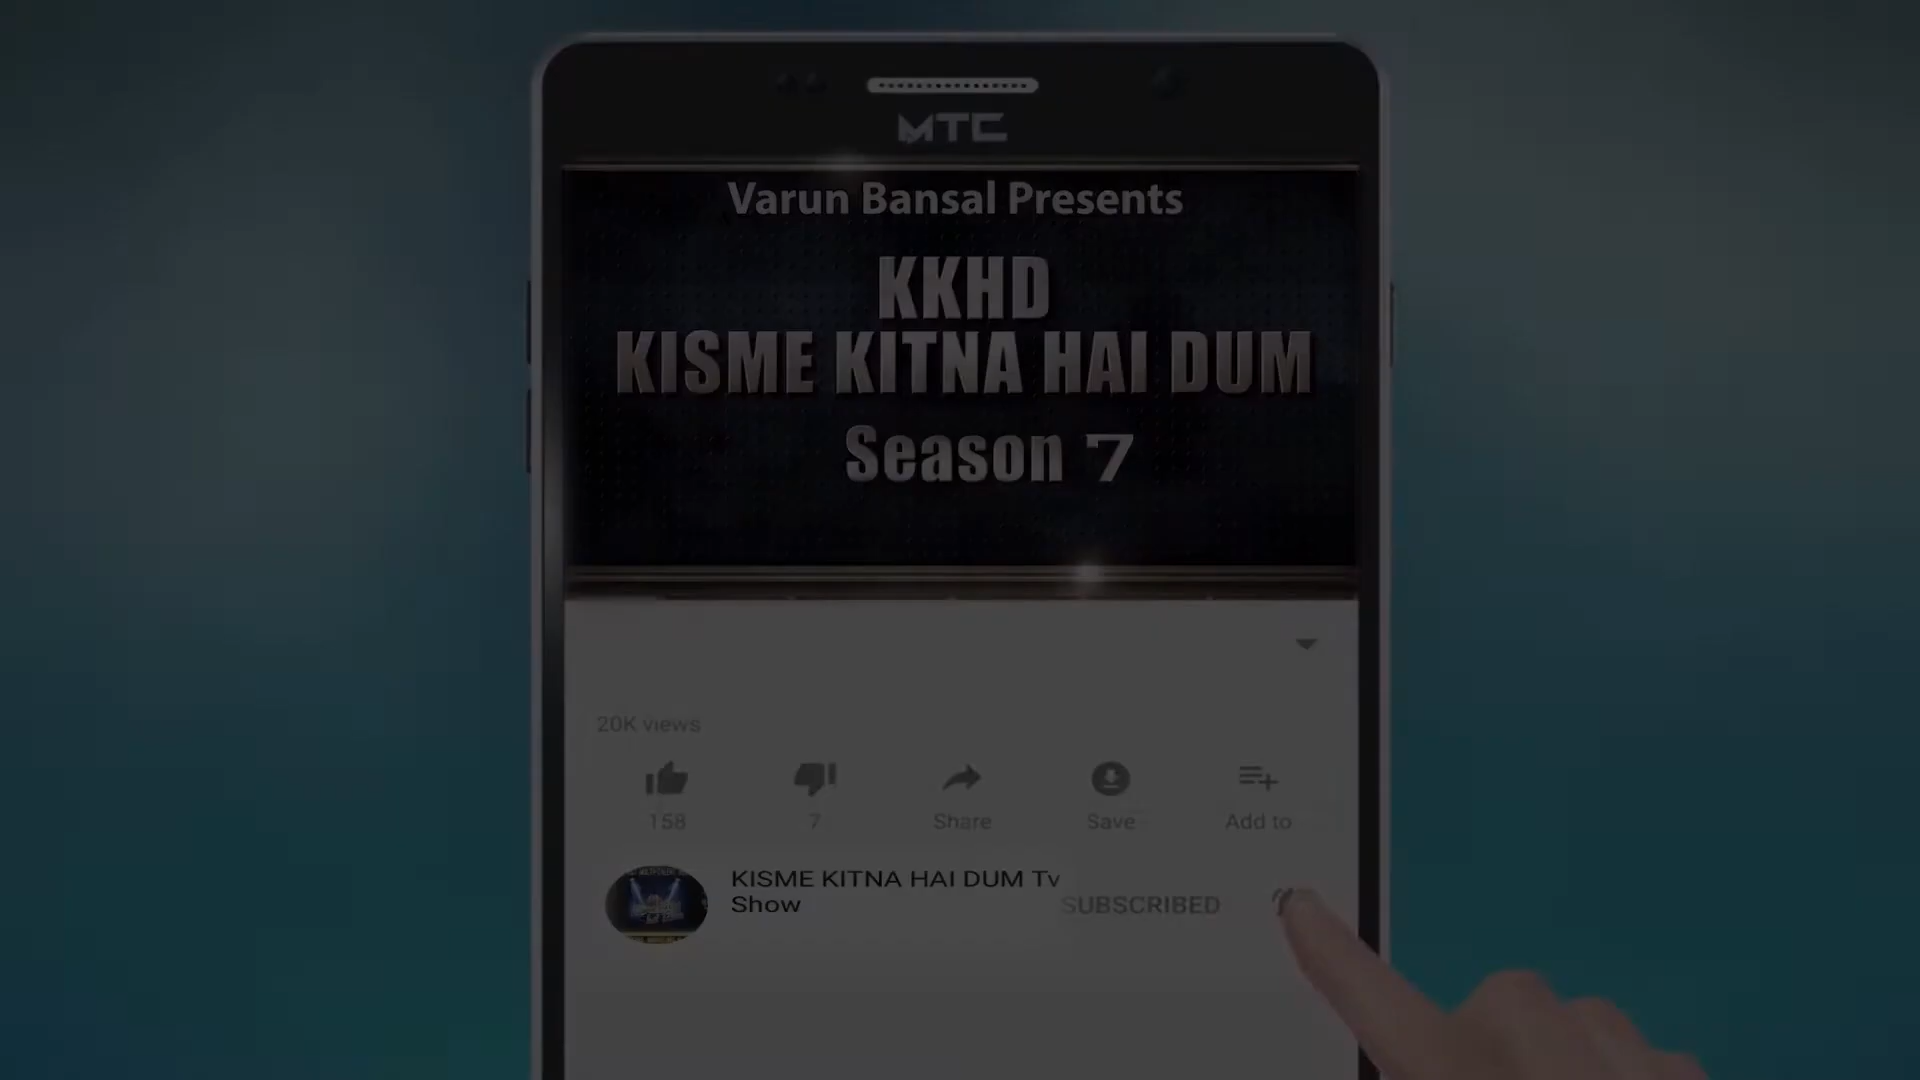 MTC
Varun Bansal Presents
KKHD
KISME KITNA HAI DUM
Season 7
20K views
158
7
Share
Save
Add to
KISME KITNA HAI DUM Tv
Show
SUBSCRIBED